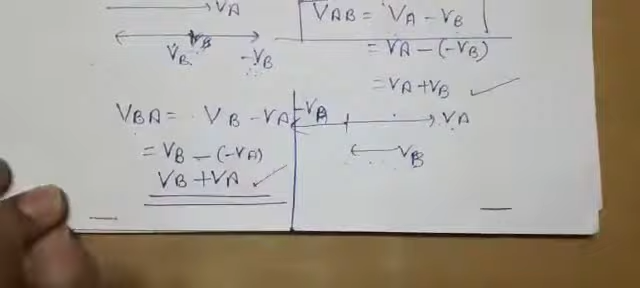 VA
VB
VB
-VB
VAB = VA - VB
= VA - (-VB)
= VA + VB
VBA = VB - VA
= VB - (-VA)
VB + VA
-VA
VA
VB